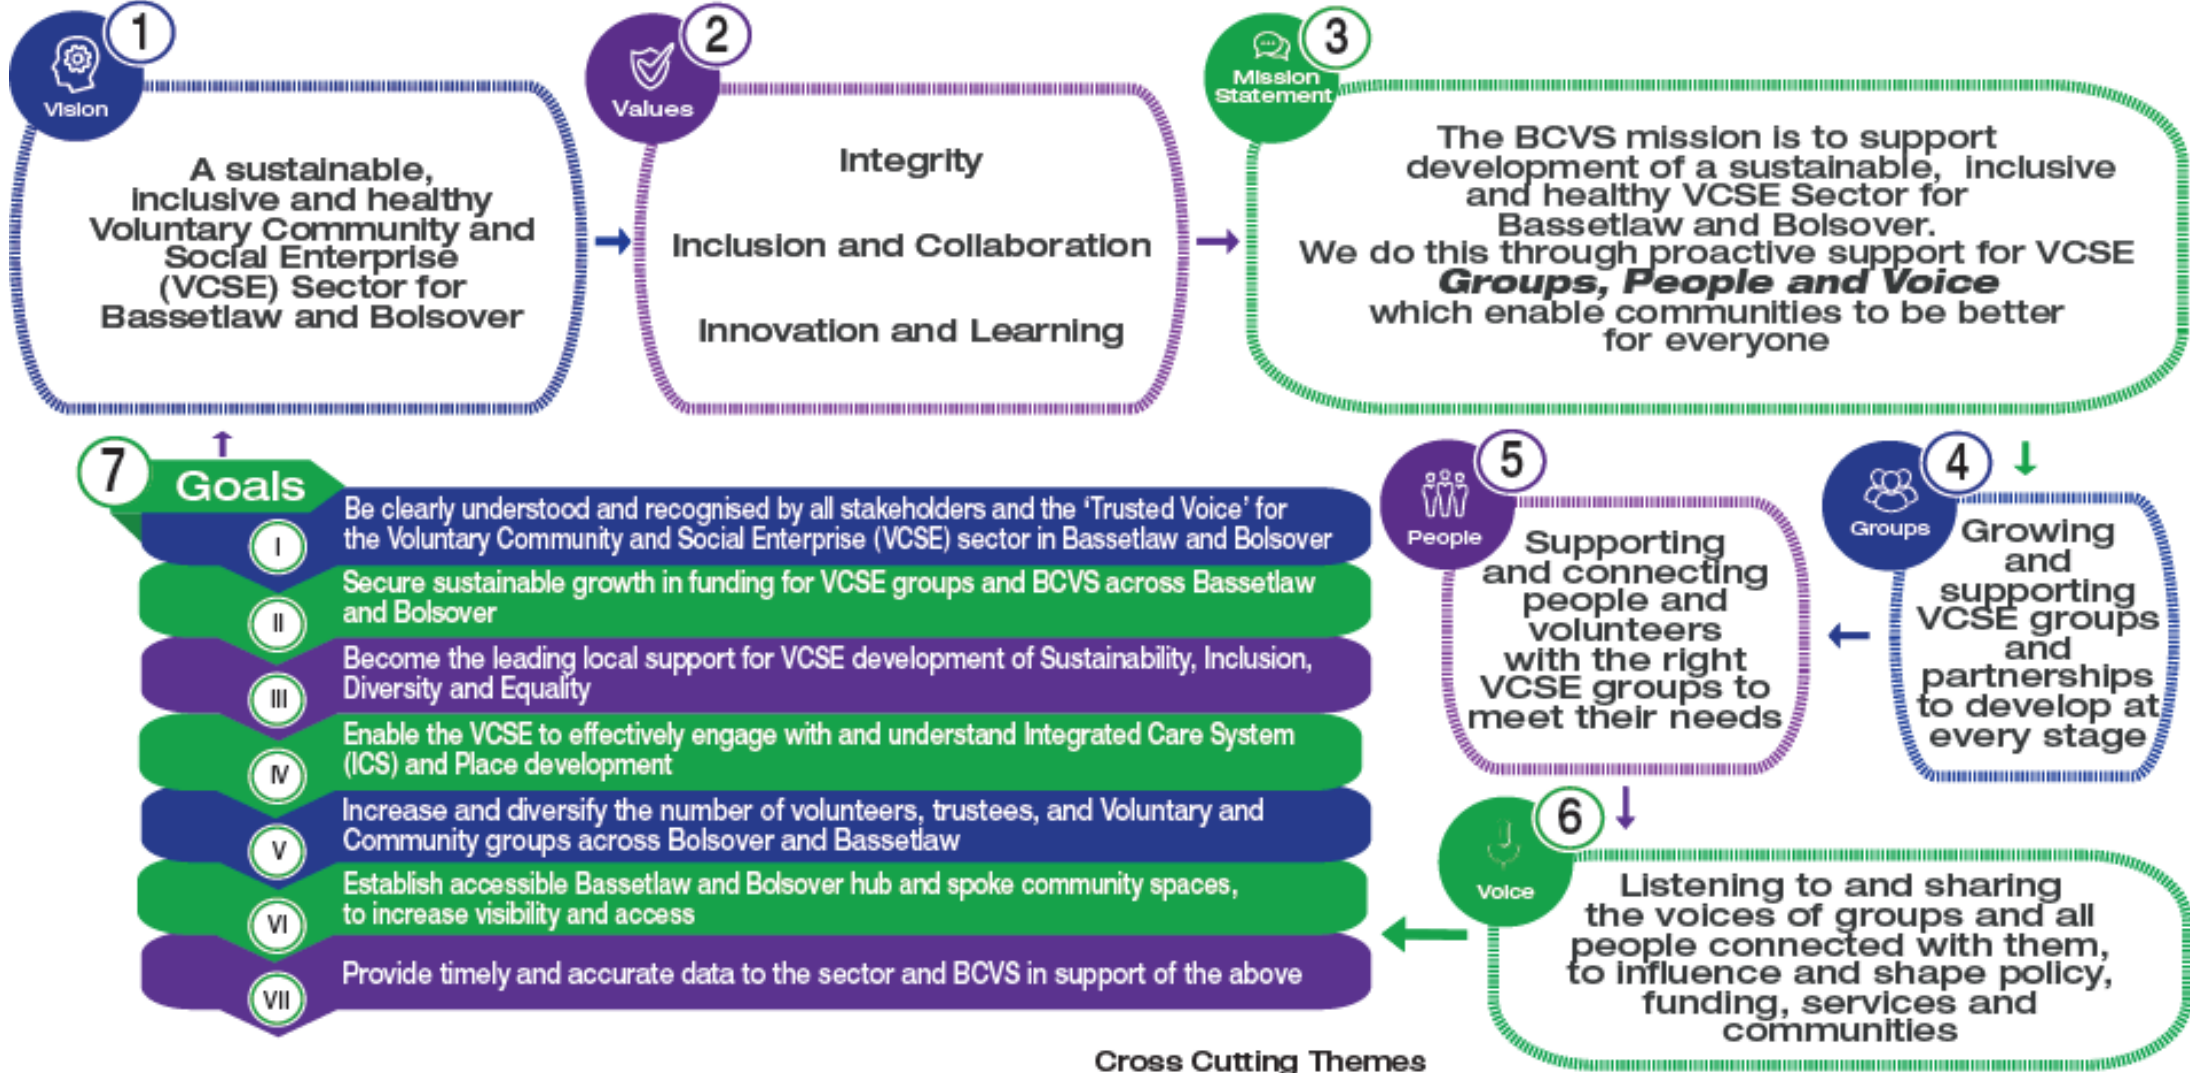 1
Vision
A sustainable,
inclusive and healthy
Voluntary Community and
Social Enterprise
(VCSE) Sector for
Bassetlaw and Bolsover
2
Values
Integrity
Inclusion and Collaboration
Innovation and Learning
3
Mission
Statement
The BCVS mission is to support
development of a sustainable, inclusive
and healthy VCSE Sector for
Bassetlaw and Bolsover.
We do this through proactive support for VCSE
Groups, People and Voice
which enable communities to be better
for everyone
4
Groups
Growing
and
supporting
VCSE groups
and
partnerships
to develop at
every stage
5
People
Supporting
and connecting
people and
volunteers
with the right
VCSE groups to
meet their needs
6
Voice
Listening to and sharing
the voices of groups and all
people connected with them,
to influence and shape policy,
funding, services and
communities
7
Goals
I
Be clearly understood and recognised by all stakeholders and the ‘Trusted Voice’ for
the Voluntary Community and Social Enterprise (VCSE) sector in Bassetlaw and Bolsover
II
Secure sustainable growth in funding for VCSE groups and BCVS across Bassetlaw
and Bolsover
III
Become the leading local support for VCSE development of Sustainability, Inclusion,
Diversity and Equality
IV
Enable the VCSE to effectively engage with and understand Integrated Care System
(ICS) and Place development
V
Increase and diversify the number of volunteers, trustees, and Voluntary and
Community groups across Bolsover and Bassetlaw
VI
Establish accessible Bassetlaw and Bolsover hub and spoke community spaces,
to increase visibility and access
VII
Provide timely and accurate data to the sector and BCVS in support of the above
Cross Cutting Themes